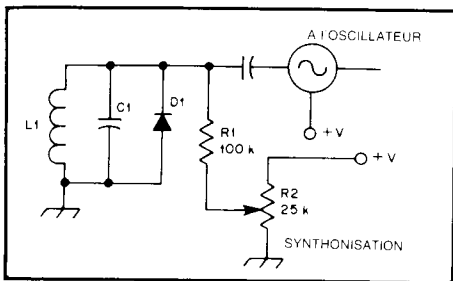 A L'OSCILLATEUR
C1
D1
L1
R1
100 k
+V
+V
R2
25 k
SYNTHONISATION